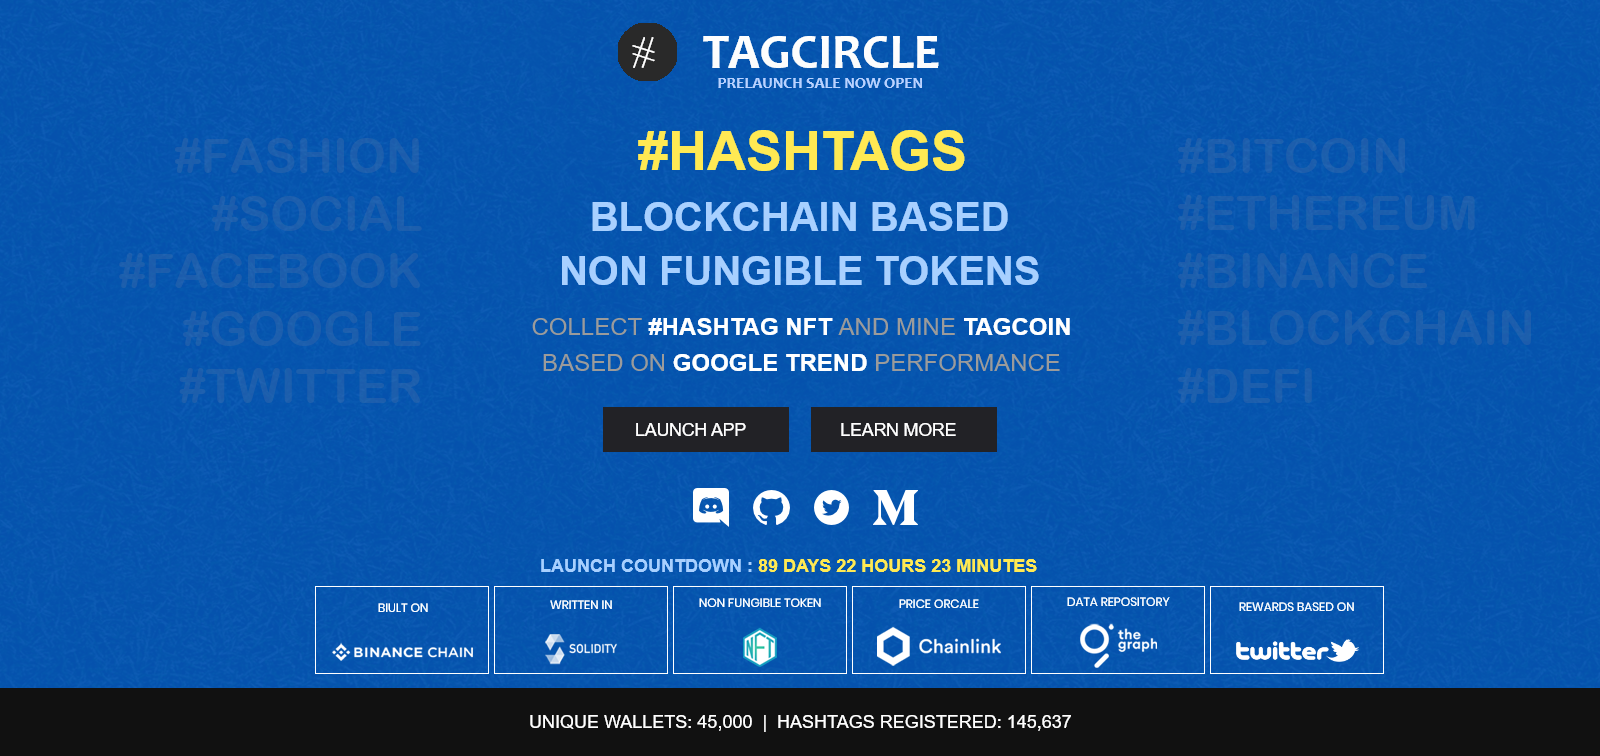 #
TAGCIRCLE
PRELAUNCH SALE NOW OPEN
#HASHTAGS
BLOCKCHAIN BASED
NON FUNGIBLE TOKENS
COLLECT #HASHTAG NFT AND MINE TAGCOIN
BASED ON GOOGLE TREND PERFORMANCE
#FASHION
#SOCIAL
#FACEBOOK
#GOOGLE
#TWITTER
#BITCOIN
#ETHEREUM
#BINANCE
#BLOCKCHAIN
#DEFI
LAUNCH APP
LEARN MORE
M
LAUNCH COUNTDOWN : 89 DAYS 22 HOURS 23 MINUTES
BIULT ON
BINANCE CHAIN
WRITTEN IN
SOLIDITY
NON FUNGIBLE TOKEN
NFT
PRICE ORCALE
Chainlink
DATA REPOSITORY
the
graph
REWARDS BASED ON
twitter
UNIQUE WALLETS: 45,000 | HASHTAGS REGISTERED: 145,637